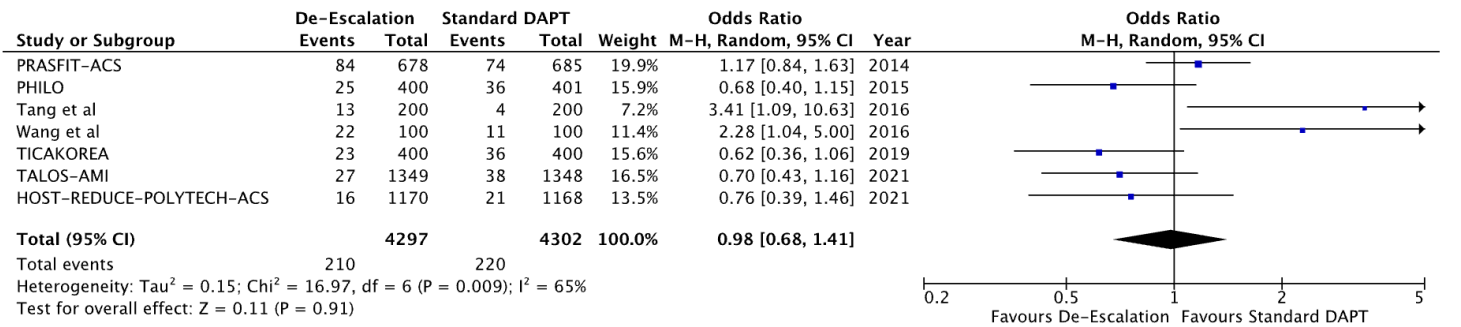 De-Escalation Standard DAPT Odds Ratio Odds Ratio
Study or Subgroup Events Total Events Total Weight M-H, Random, 95% CI Year M-H, Random, 95% CI
PRASFIT-ACS 84 678 74 685 19.9% 1.17 [0.84, 1.63] 2014
PHILO 25 400 36 401 15.9% 0.68 [0.40, 1.15] 2015
Tang et al 13 200 4 200 7.2% 3.41 [1.09, 10.63] 2016
Wang et al 22 100 11 100 11.4% 2.28 [1.04, 5.00] 2016
TICAKOREA 23 400 36 400 15.6% 0.62 [0.36, 1.06] 2019
TALOS-AMI 27 1349 38 1348 16.5% 0.70 [0.43, 1.16] 2021
HOST-REDUCE-POLYTECH-ACS 16 1170 21 1168 13.5% 0.76 [0.39, 1.46] 2021
Total (95% CI) 4297 4302 100.0% 0.98 [0.68, 1.41]
Total events 210 220
Heterogeneity: Tau² = 0.15; Chi² = 16.97, df = 6 (P = 0.009); I² = 65%
Test for overall effect: Z = 0.11 (P = 0.91)
0.2 0.5 1 2 5
Favours De-Escalation Favours Standard DAPT